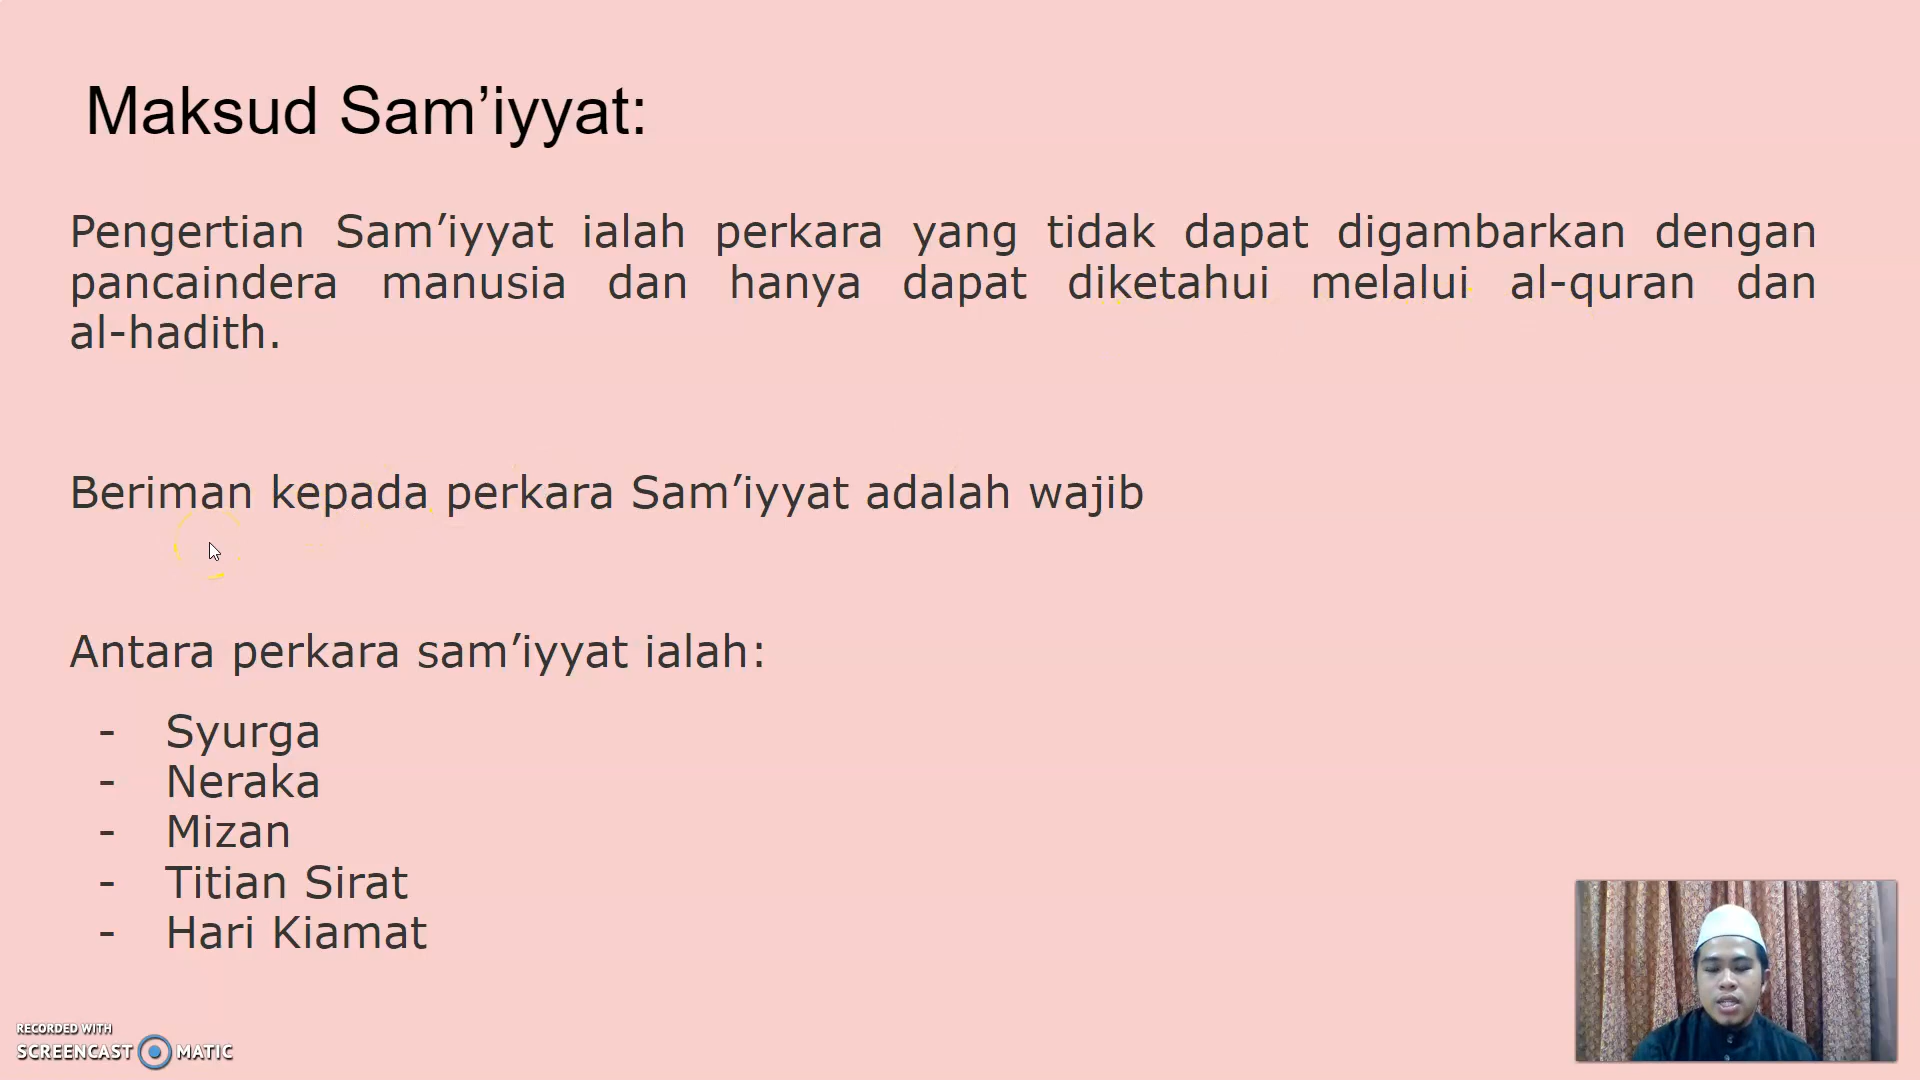 Maksud Sam’iyyat:
Pengertian Sam’iyyat ialah perkara yang tidak dapat digambarkan dengan
pancaindera manusia dan hanya dapat diketahui melalui al-quran dan
al-hadith.
Beriman kepada perkara Sam’iyyat adalah wajib
Antara perkara sam’iyyat ialah:
- Syurga
- Neraka
- Mizan
- Titian Sirat
- Hari Kiamat
RECORDED WITH
SCREENCAST MATIC